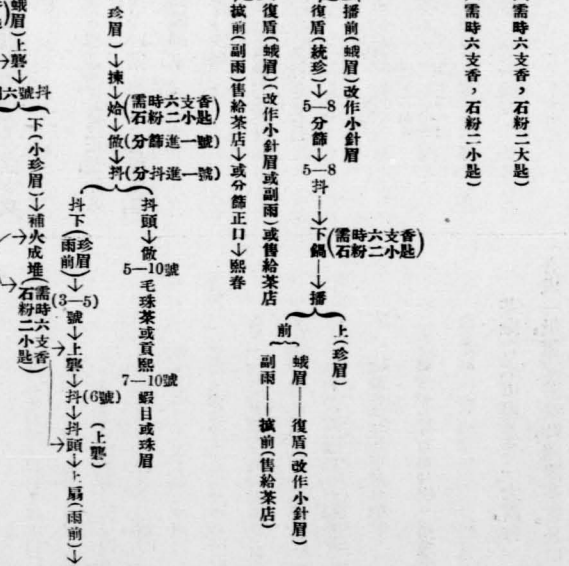 需時六支香，石粉二大匙)
需時六支香，石粉二小匙)
播前(蛾眉)改作小針眉
復盾(統珍)↓5—8分篩↓5—8抖—→下鍋(需時六支香 石粉二小匙)—→播
上(珍眉)
前
蛾眉——復盾(改作小針眉)
副雨——掋前(售給茶店)
復盾(蛾眉)(改作小針眉或副雨)或售給茶店
掋前(副雨)售給茶店↓或分篩正口↓熙春
珍眉)↓揀↓烚(需時六支香 石粉二小匙)↓做(分篩進一號)↓抖(分抖進一號)
抖頭↓做5—10號毛珠茶或貢熙7—10號蝦目或珠眉
抖下(珍眉 雨前)↓(3—5)號↓上礱↓抖(6號)↓抖頭(上礱)↓上扇(雨前)↓
蛾眉)上礱
六號抖
下(小珍眉)↓補火成堆(需時六支香 石粉二小匙)